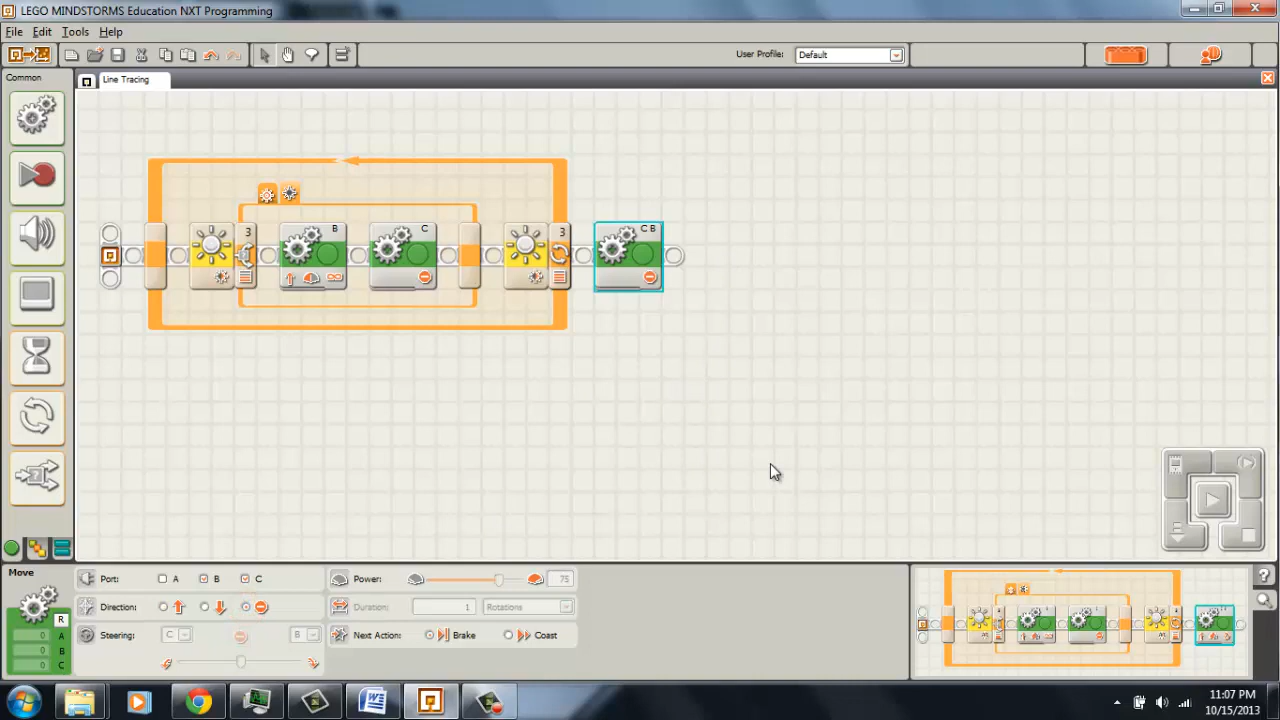 LEGO MINDSTORMS Education NXT Programming
File Edit Tools Help
User Profile: Default
Common
Line Tracing
3 B C 3 C B
Move
R
0 A
0 B
0 C
Port: A B C
Direction:
Steering: C B
Power: 75
Duration: 1 Rotations
Next Action: Brake Coast
?
11:07 PM
10/15/2013